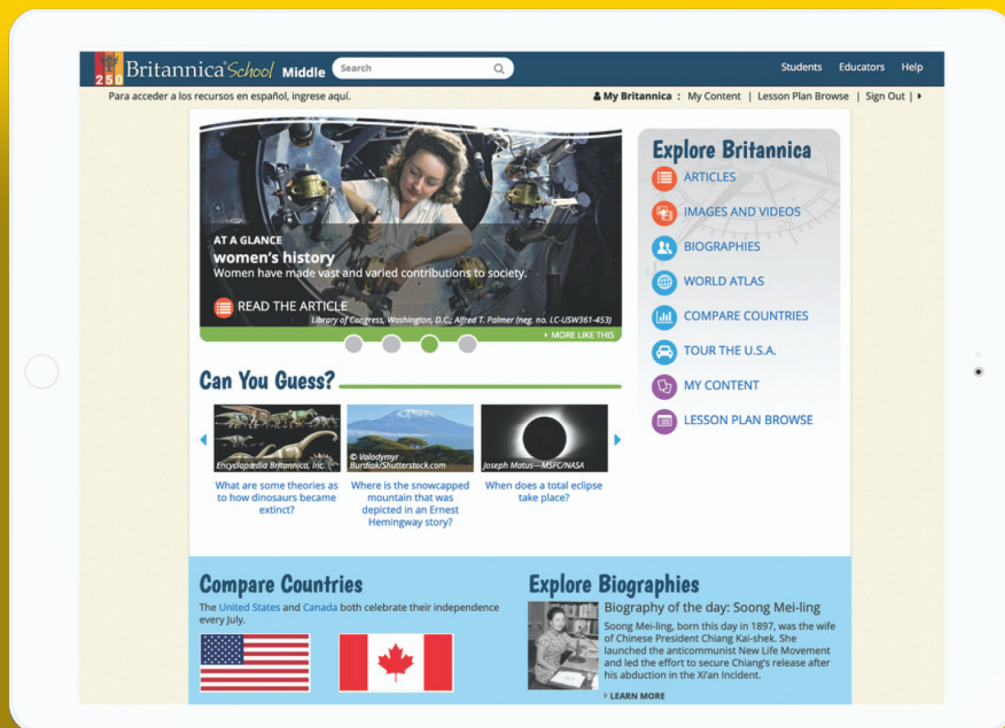 250 Britannica School Middle Search Students Educators Help
Para acceder a los recursos en español, ingrese aquí.
My Britannica : My Content | Lesson Plan Browse | Sign Out |
AT A GLANCE
women's history
Women have made vast and varied contributions to society.
READ THE ARTICLE
Library of Congress, Washington, D.C.; Alfred T. Palmer (neg. no. LC-USW361-453)
MORE LIKE THIS
Explore Britannica
ARTICLES
IMAGES AND VIDEOS
BIOGRAPHIES
WORLD ATLAS
COMPARE COUNTRIES
TOUR THE U.S.A.
MY CONTENT
LESSON PLAN BROWSE
Can You Guess?
Encyclopædia Britannica, Inc.
What are some theories as
to how dinosaurs became
extinct?
© Volodymyr
Burdiak/Shutterstock.com
Where is the snowcapped
mountain that was
depicted in an Ernest
Hemingway story?
Joseph Matus—MSFC/NASA
When does a total eclipse
take place?
Compare Countries
The United States and Canada both celebrate their independence
every July.
Explore Biographies
Biography of the day: Soong Mei-ling
Soong Mei-ling, born this day in 1897, was the wife
of Chinese President Chiang Kai-shek. She
launched the anticommunist New Life Movement
and led the effort to secure Chiang's release after
his abduction in the Xi'an Incident.
LEARN MORE